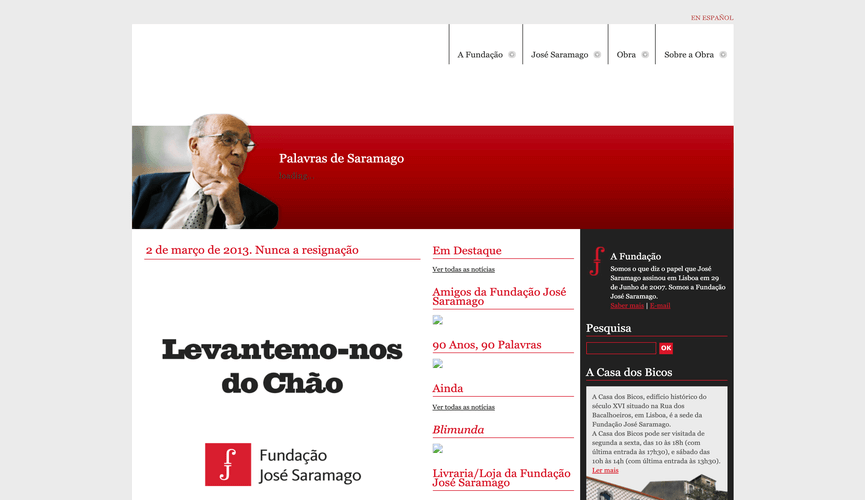 EN ESPAÑOL
A Fundação
José Saramago
Obra
Sobre a Obra
Palavras de Saramago
2 de março de 2013. Nunca a resignação
Levantemo-nos
do Chão
Fundação
José Saramago
Em Destaque
Ver todas as notícias
Amigos da Fundação José
Saramago
90 Anos, 90 Palavras
Ainda
Ver todas as notícias
Blimunda
Livraria/Loja da Fundação
José Saramago
A Fundação
Somos o que diz o papel que José
Saramago assinou em Lisboa em 29
de Junho de 2007. Somos a Fundação
José Saramago.
Saber mais | E-mail
Pesquisa
OK
A Casa dos Bicos
A Casa dos Bicos, edifício histórico do
século XVI situado na Rua dos
Bacalhoeiros, em Lisboa, é a sede da
Fundação José Saramago.
A Casa dos Bicos pode ser visitada de
segunda a sexta, das 10 às 18h (com
última entrada às 17h30), e sábado das
10h às 14h (com última entrada às 13h30).
Ler mais